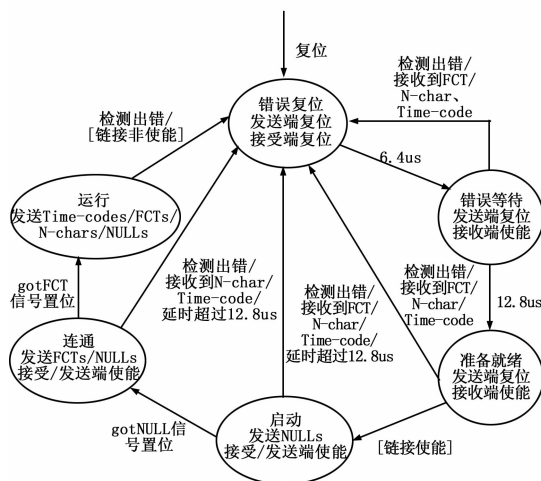 复位
检测出错/
接收到FCT/
N-char、
Time-code
错误复位
发送端复位
接受端复位
检测出错/
[链接非使能]
6.4us
运行
发送Time-codes/FCTs/
N-chars/NULLs
错误等待
发送端复位
接收端使能
检测出错/
接收到N-char/
Time-code/
延时超过12.8us
检测出错/
接收到FCT/
N-char/
Time-code/
延时超过12.8us
检测出错/
接收到FCT/
N-char/
Time-code
12.8us
gotFCT
信号置位
连通
发送FCTs/NULLs
接受/发送端使能
准备就绪
发送端复位
接收端使能
gotNULL信
号置位
启动
发送NULLs
接受/发送端使能
[链接使能]